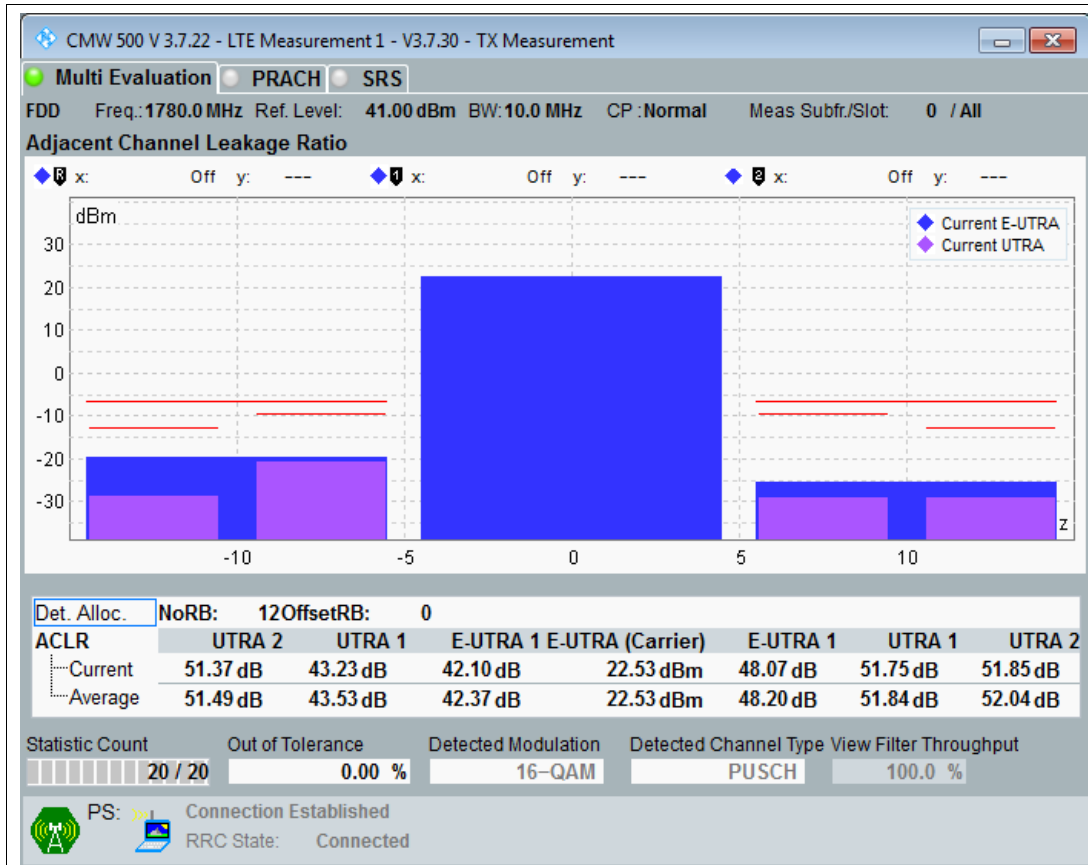 CMW 500 V 3.7.22 - LTE Measurement 1 - V3.7.30 - TX Measurement
Multi Evaluation PRACH SRS
FDD Freq.: 1780.0 MHz Ref. Level: 41.00 dBm BW: 10.0 MHz CP : Normal Meas Subfr./Slot: 0 / All
Adjacent Channel Leakage Ratio
R x: Off y: --- 1 x: Off y: --- 2 x: Off y: ---
dBm
Current E-UTRA
Current UTRA
30
20
10
0
-10
-20
-30
z
-10 -5 0 5 10
Det. Alloc. NoRB: 12 OffsetRB: 0
ACLR UTRA 2 UTRA 1 E-UTRA 1 E-UTRA (Carrier) E-UTRA 1 UTRA 1 UTRA 2
Current 51.37 dB 43.23 dB 42.10 dB 22.53 dBm 48.07 dB 51.75 dB 51.85 dB
Average 51.49 dB 43.53 dB 42.37 dB 22.53 dBm 48.20 dB 51.84 dB 52.04 dB
Statistic Count Out of Tolerance Detected Modulation Detected Channel Type View Filter Throughput
20 / 20 0.00 % 16-QAM PUSCH 100.0 %
PS: Connection Established
RRC State: Connected